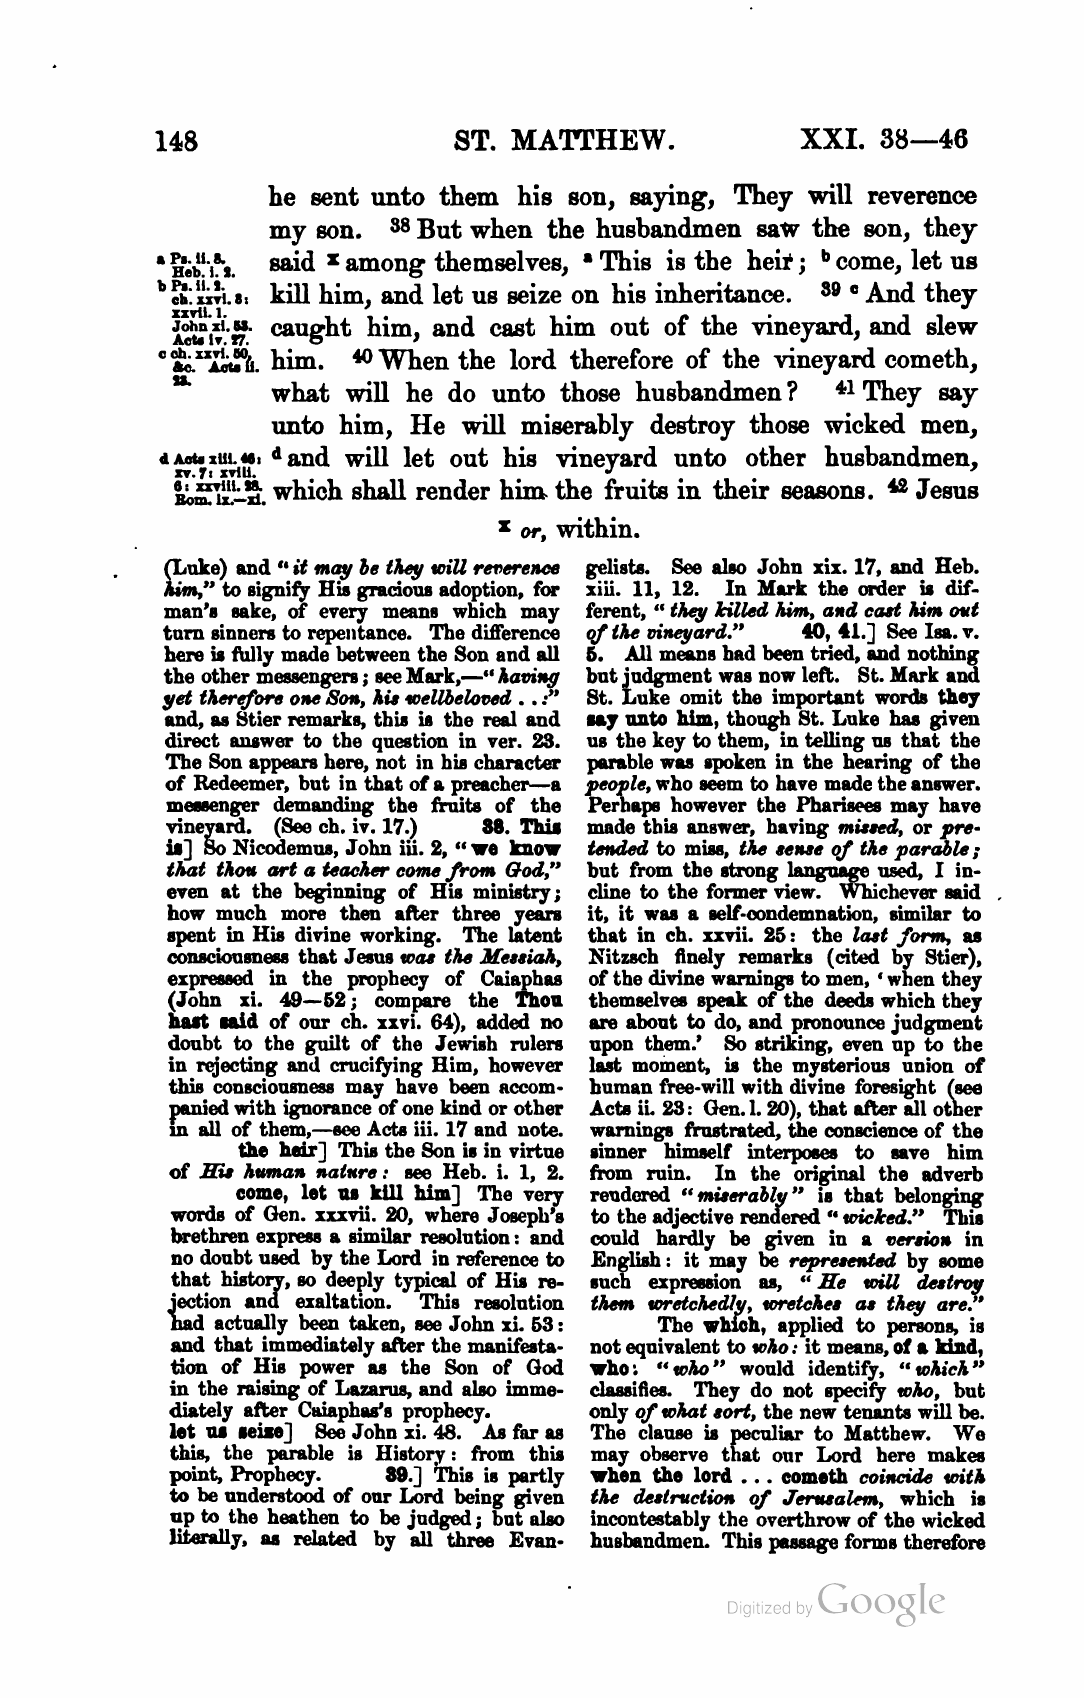 148 ST. MATTHEW. XXI. 38—46
he sent unto them his son, saying, They will reverence
my son. 38 But when the husbandmen saw the son, they
said x among themselves, a This is the heir; b come, let us
kill him, and let us seize on his inheritance. 39 c And they
caught him, and cast him out of the vineyard, and slew
him. 40 When the lord therefore of the vineyard cometh,
what will he do unto those husbandmen? 41 They say
unto him, He will miserably destroy those wicked men,
d and will let out his vineyard unto other husbandmen,
which shall render him the fruits in their seasons. 42 Jesus
a Ps. ii. 8.
Heb. i. 2.
b Ps. ii. 2.
ch. xxvi. 3:
xxvii. 1.
John xi. 53.
Acts iv. 27.
c ch. xxvi. 50,
&c. Acts ii.
23.
d Acts xiii. 46:
xv. 7: xviii.
6: xxviii. 28.
Rom. ix.—xi.
x or, within.
(Luke) and "it may be they will reverence
him," to signify His gracious adoption, for
man's sake, of every means which may
turn sinners to repentance. The difference
here is fully made between the Son and all
the other messengers; see Mark,—"having
yet therefore one Son, his wellbeloved . . :"
and, as Stier remarks, this is the real and
direct answer to the question in ver. 23.
The Son appears here, not in his character
of Redeemer, but in that of a preacher—a
messenger demanding the fruits of the
vineyard. (See ch. iv. 17.) 38. This
is] So Nicodemus, John iii. 2, "we know
that thou art a teacher come from God,"
even at the beginning of His ministry;
how much more then after three years
spent in His divine working. The latent
consciousness that Jesus was the Messiah,
expressed in the prophecy of Caiaphas
(John xi. 49—52; compare the Thou
hast said of our ch. xxvi. 64), added no
doubt to the guilt of the Jewish rulers
in rejecting and crucifying Him, however
this consciousness may have been accom-
panied with ignorance of one kind or other
in all of them,—see Acts iii. 17 and note.
the heir] This the Son is in virtue
of His human nature: see Heb. i. 1, 2.
come, let us kill him] The very
words of Gen. xxxvii. 20, where Joseph's
brethren express a similar resolution: and
no doubt used by the Lord in reference to
that history, so deeply typical of His re-
jection and exaltation. This resolution
had actually been taken, see John xi. 53:
and that immediately after the manifesta-
tion of His power as the Son of God
in the raising of Lazarus, and also imme-
diately after Caiaphas's prophecy.
let us seize] See John xi. 48. As far as
this, the parable is History: from this
point, Prophecy. 39.] This is partly
to be understood of our Lord being given
up to the heathen to be judged; but also
literally, as related by all three Evan-
gelists. See also John xix. 17, and Heb.
xiii. 11, 12. In Mark the order is dif-
ferent, "they killed him, and cast him out
of the vineyard." 40, 41.] See Isa. v.
5. All means had been tried, and nothing
but judgment was now left. St. Mark and
St. Luke omit the important words they
say unto him, though St. Luke has given
us the key to them, in telling us that the
parable was spoken in the hearing of the
people, who seem to have made the answer.
Perhaps however the Pharisees may have
made this answer, having missed, or pre-
tended to miss, the sense of the parable;
but from the strong language used, I in-
cline to the former view. Whichever said
it, it was a self-condemnation, similar to
that in ch. xxvii. 25: the last form, as
Nitzsch finely remarks (cited by Stier),
of the divine warnings to men, 'when they
themselves speak of the deeds which they
are about to do, and pronounce judgment
upon them.' So striking, even up to the
last moment, is the mysterious union of
human free-will with divine foresight (see
Acts ii. 23: Gen. l. 20), that after all other
warnings frustrated, the conscience of the
sinner himself interposes to save him
from ruin. In the original the adverb
rendered "miserably" is that belonging
to the adjective rendered "wicked." This
could hardly be given in a version in
English: it may be represented by some
such expression as, "He will destroy
them wretchedly, wretches as they are."
The which, applied to persons, is
not equivalent to who: it means, of a kind,
who: "who" would identify, "which"
classifies. They do not specify who, but
only of what sort, the new tenants will be.
The clause is peculiar to Matthew. We
may observe that our Lord here makes
when the lord . . . cometh coincide with
the destruction of Jerusalem, which is
incontestably the overthrow of the wicked
husbandmen. This passage forms therefore
Digitized by Google